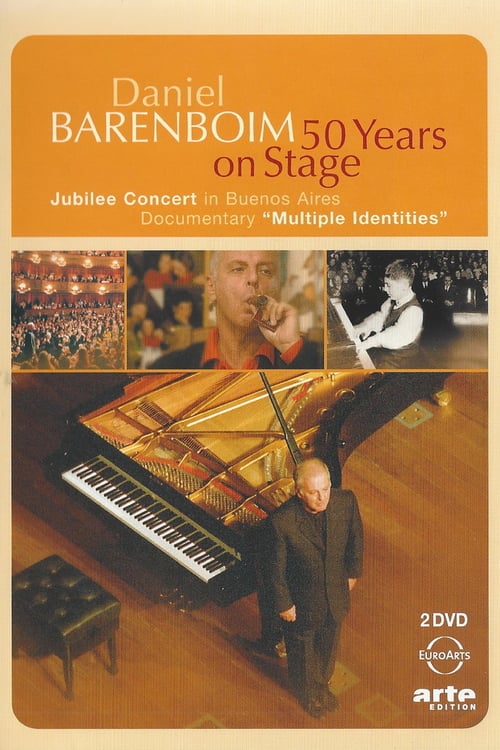 Daniel
BARENBOIM 50 Years
on Stage
Jubilee Concert in Buenos Aires
Documentary “Multiple Identities”
2 DVD
EUROARTS
arte
EDITION